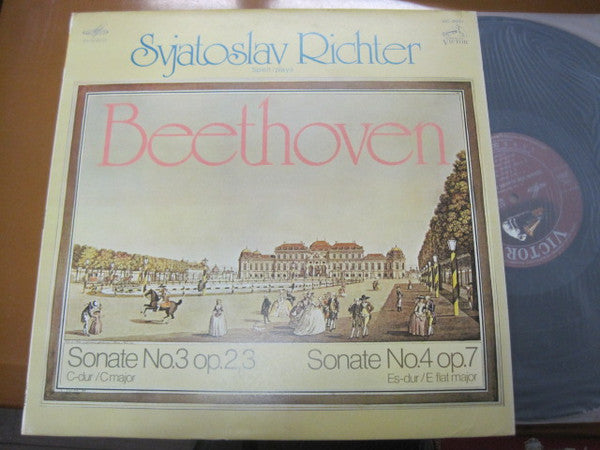 Svjatoslav Richter
spielt/plays
VICTOR
Beethoven
Sonate No.3 op.2,3
C-dur/C major
Sonate No.4 op.7
Es-dur/E flat major
VICTOR